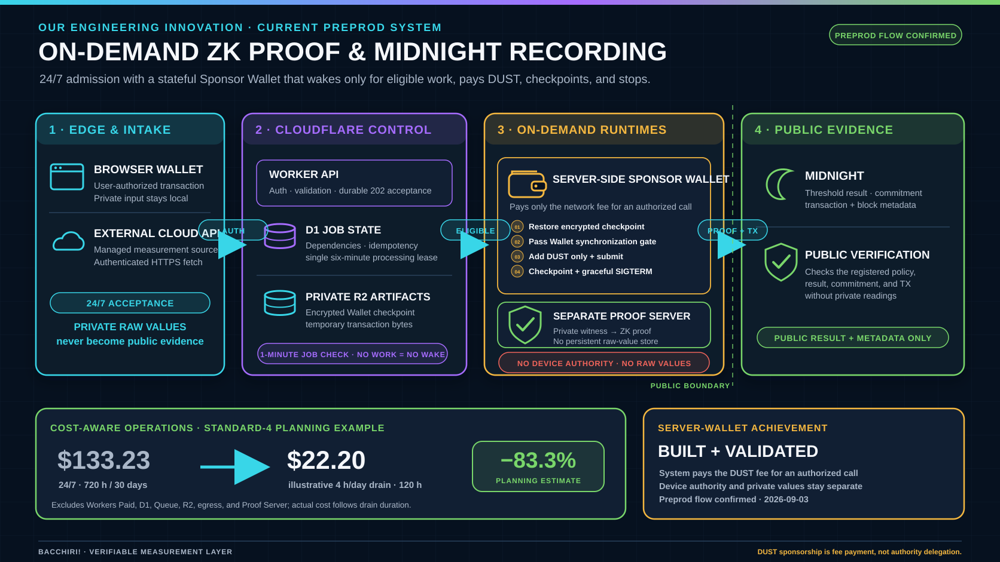 OUR ENGINEERING INNOVATION · CURRENT PREPROD SYSTEM
PREPROD FLOW CONFIRMED
ON-DEMAND ZK PROOF & MIDNIGHT RECORDING
24/7 admission with a stateful Sponsor Wallet that wakes only for eligible work, pays DUST, checkpoints, and stops.
1 · EDGE & INTAKE
BROWSER WALLET
User-authorized transaction
Private input stays local
EXTERNAL CLOUD API
Managed measurement source
Authenticated HTTPS fetch
24/7 ACCEPTANCE
PRIVATE RAW VALUES
never become public evidence
AUTH
2 · CLOUDFLARE CONTROL
WORKER API
Auth · validation · durable 202 acceptance
D1 JOB STATE
Dependencies · idempotency
single six-minute processing lease
PRIVATE R2 ARTIFACTS
Encrypted Wallet checkpoint
temporary transaction bytes
1-MINUTE JOB CHECK · NO WORK = NO WAKE
ELIGIBLE
3 · ON-DEMAND RUNTIMES
SERVER-SIDE SPONSOR WALLET
Pays only the network fee for an authorized call
01 Restore encrypted checkpoint
02 Pass Wallet synchronization gate
03 Add DUST only + submit
04 Checkpoint + graceful SIGTERM
SEPARATE PROOF SERVER
Private witness → ZK proof
No persistent raw-value store
NO DEVICE AUTHORITY · NO RAW VALUES
PROOF + TX
PUBLIC BOUNDARY
4 · PUBLIC EVIDENCE
MIDNIGHT
Threshold result · commitment
transaction + block metadata
PUBLIC VERIFICATION
Checks the registered policy,
result, commitment, and TX
without private readings
PUBLIC RESULT + METADATA ONLY
COST-AWARE OPERATIONS · STANDARD-4 PLANNING EXAMPLE
$133.23
24/7 · 720 h / 30 days
$22.20
illustrative 4 h/day drain · 120 h
−83.3%
PLANNING ESTIMATE
Excludes Workers Paid, D1, Queue, R2, egress, and Proof Server; actual cost follows drain duration.
SERVER-WALLET ACHIEVEMENT
BUILT + VALIDATED
System pays the DUST fee for an authorized call
Device authority and private values stay separate
Preprod flow confirmed · 2026-09-03
BACCHIRI! · VERIFIABLE MEASUREMENT LAYER
DUST sponsorship is fee payment, not authority delegation.